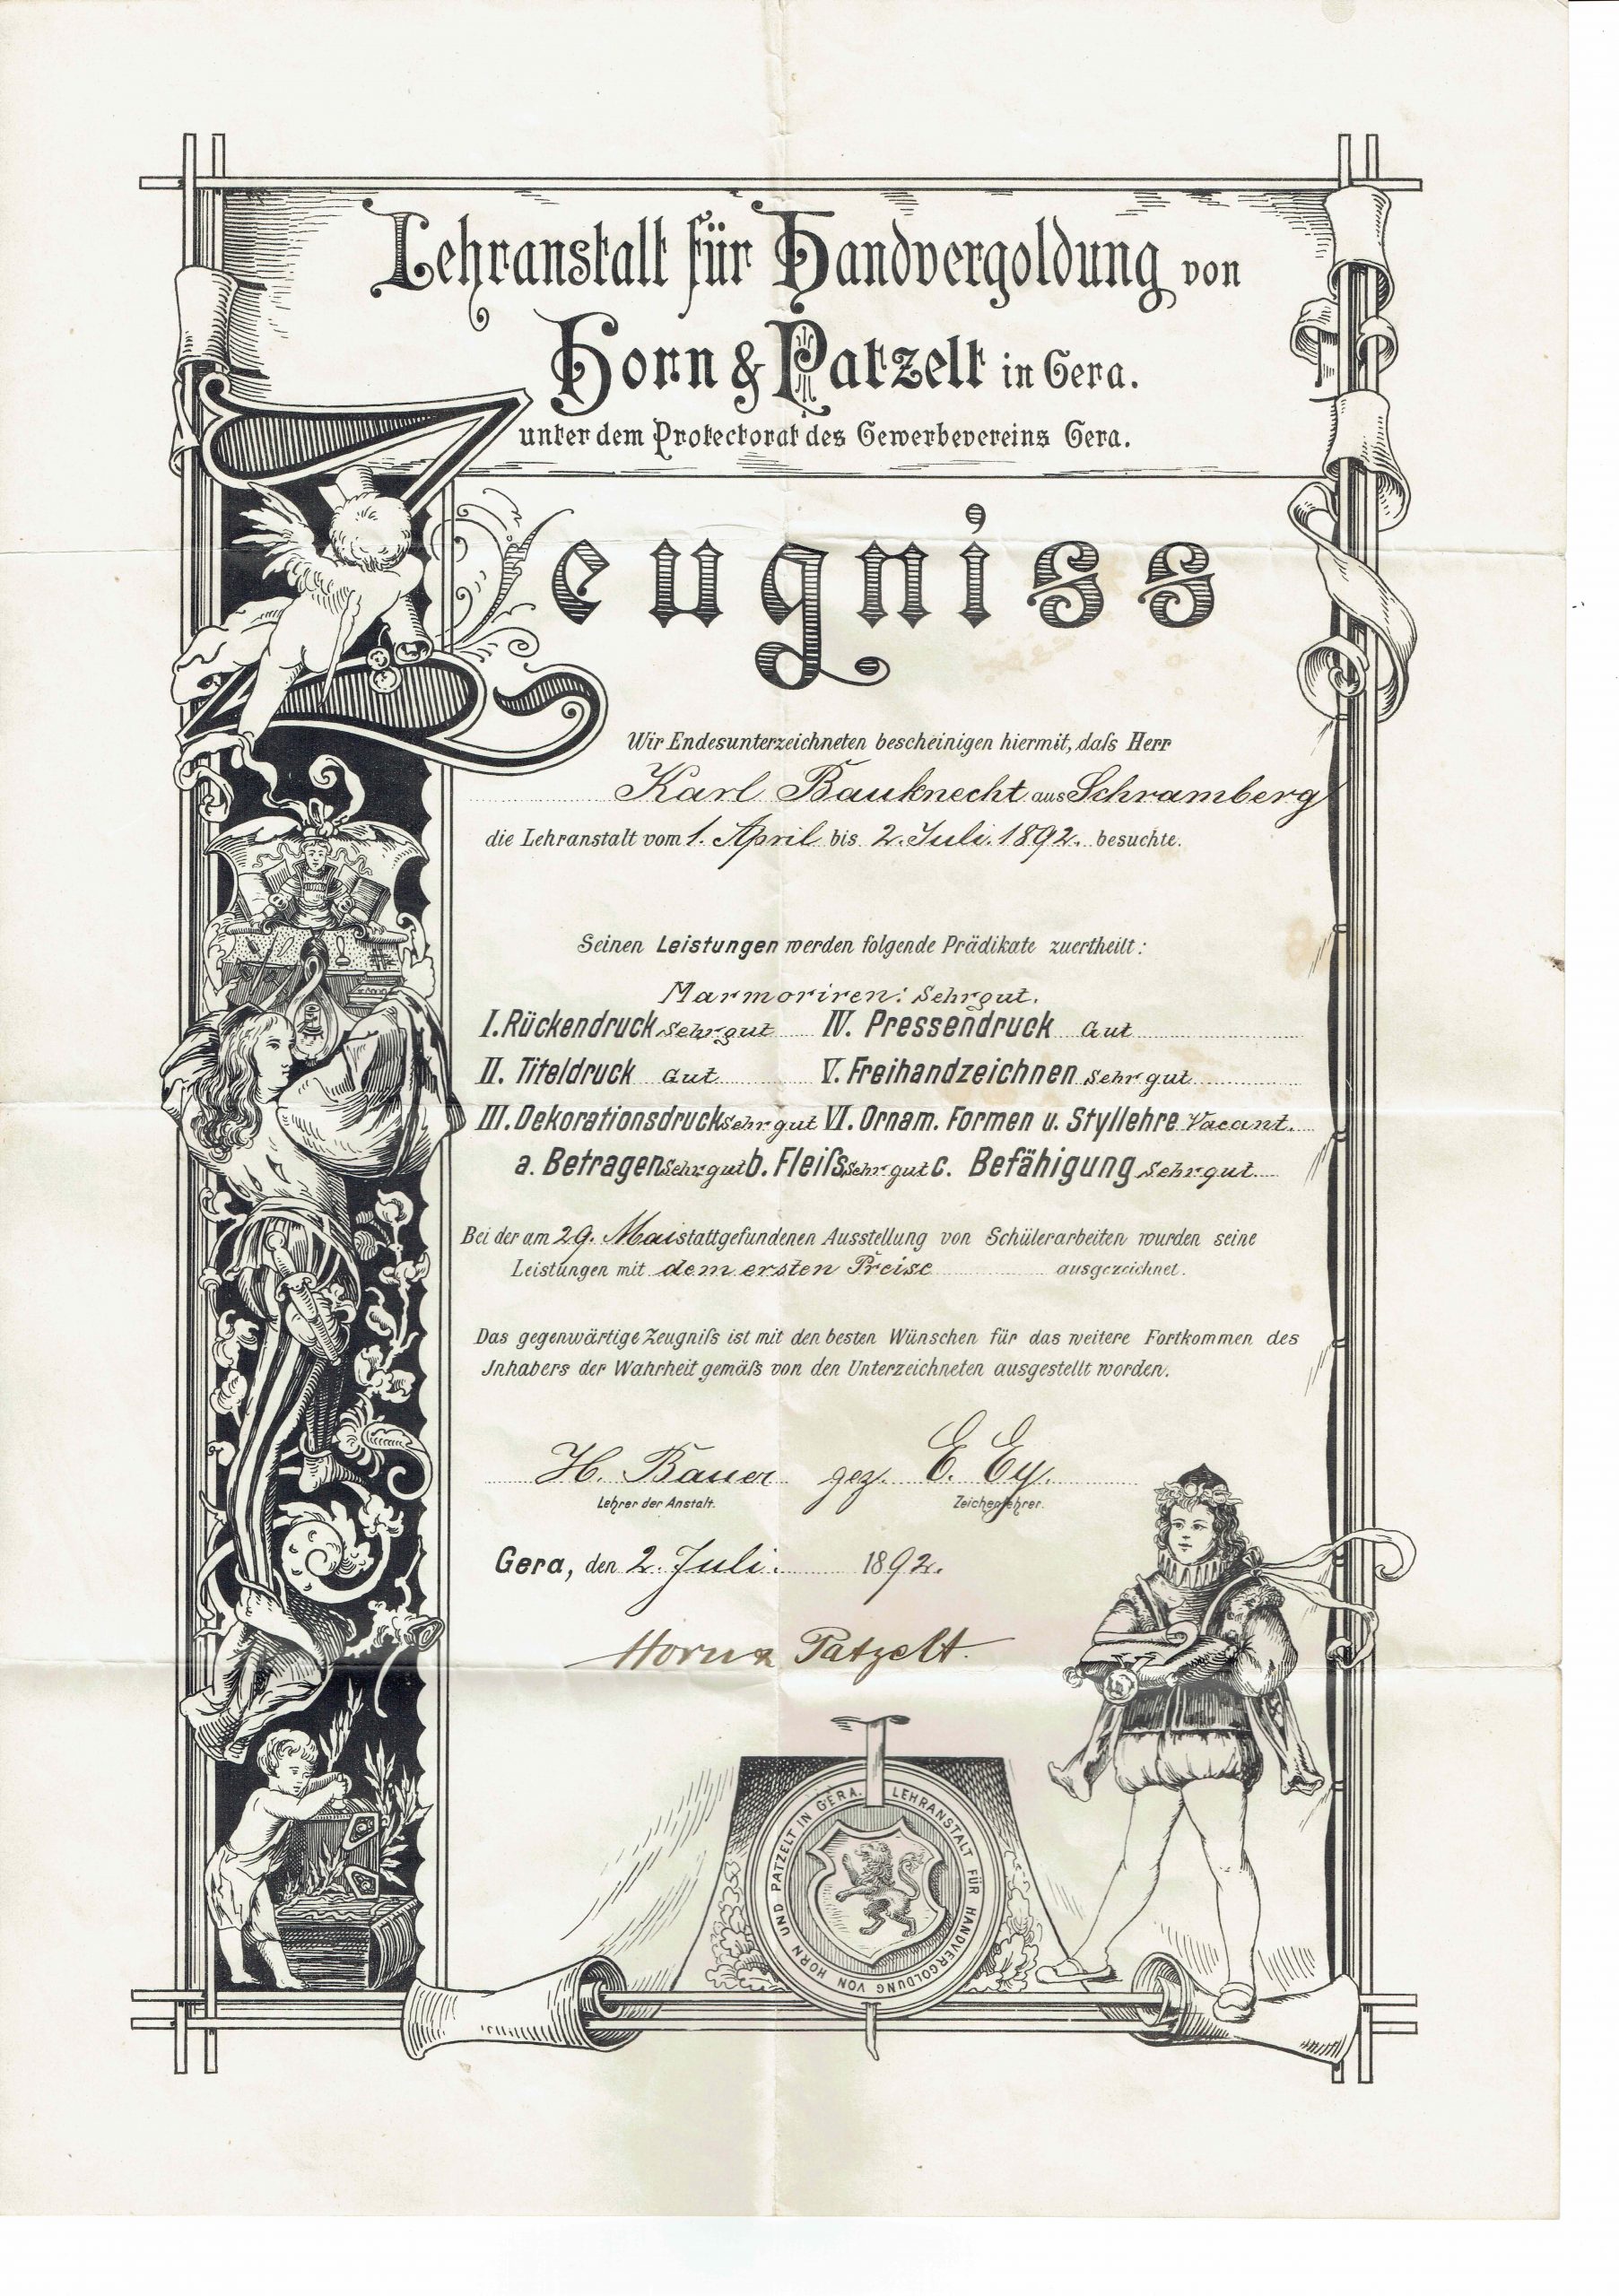 Lehranstalt für Handvergoldung von
Horn & Patzelt in Gera.
unter dem Protectorat des Gewerbevereins Gera.
Zeugniss
Wir Endesunterzeichneten bescheinigen hiermit, daſs Herr
Karl Bauknecht aus Schramberg
die Lehranstalt vom 1. April bis 2. Juli. 1892. besuchte.
Seinen Leistungen werden folgende Prädikate zuertheilt:
Marmoriren: Sehr gut.
I. Rückendruck Sehr gut IV. Pressendruck Gut
II. Titeldruck Gut V. Freihandzeichnen Sehr gut
III. Dekorationsdruck Sehr gut VI. Ornam. Formen u. Styllehre Vacant.
a. Betragen Sehr gut b. Fleiſs Sehr gut c. Befähigung Sehr gut
Bei der am 29. Mai stattgefundenen Ausstellung von Schülerarbeiten wurden seine
Leistungen mit dem ersten Preise ausgezeichnet.
Das gegenwärtige Zeugniſs ist mit den besten Wünschen für das weitere Fortkommen des
Inhabers der Wahrheit gemäſs von den Unterzeichneten ausgestellt worden.
H. Bauer gez. E. Ey.
Lehrer der Anstalt. Zeichenlehrer.
Gera, den 2. Juli. 1892.
Horn & Patzelt.
LEHRANSTALT FÜR HANDVERGOLDUNG VON HORN UND PATZELT IN GERA.